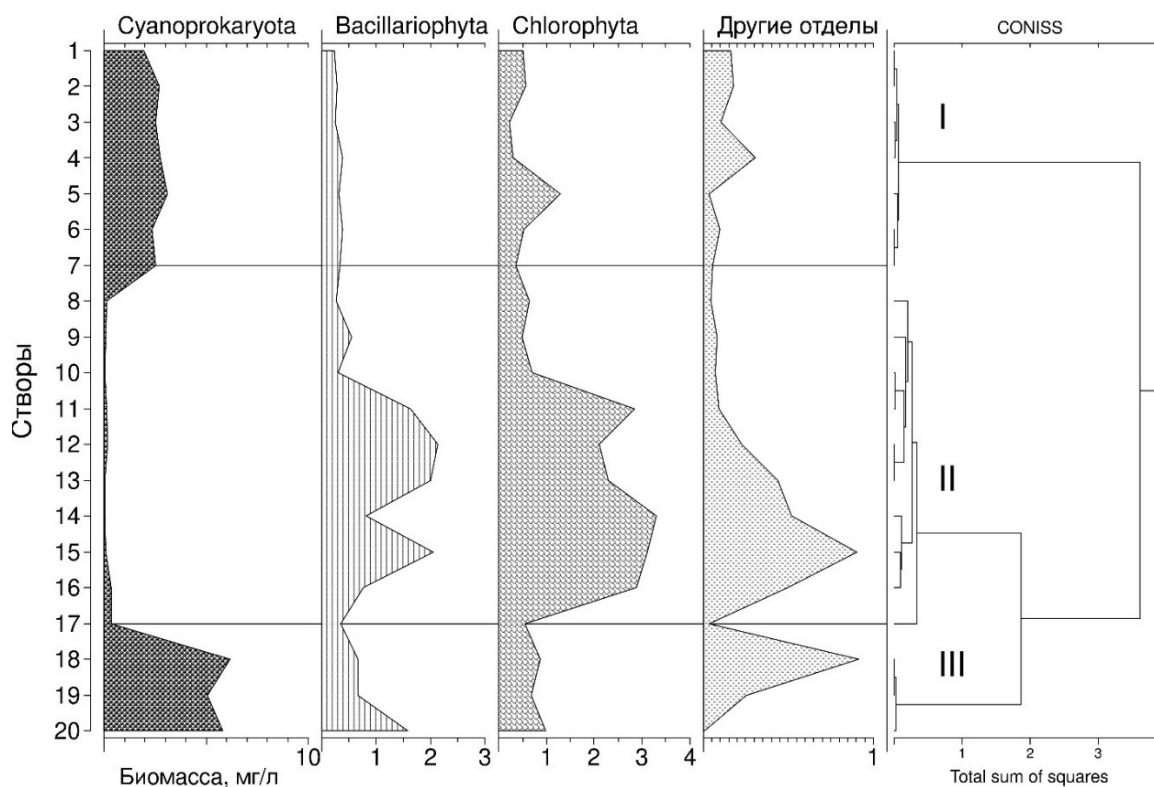 Cyanoprokaryota Bacillariophyta Chlorophyta Другие отделы CONISS
1
2
3
4
5
6
7
8
9
10
11
12
13
14
15
16
17
18
19
20
Створы
I
II
III
10 1 2 3 1 2 3 4 1 1 2 3
Биомасса, мг/л Total sum of squares